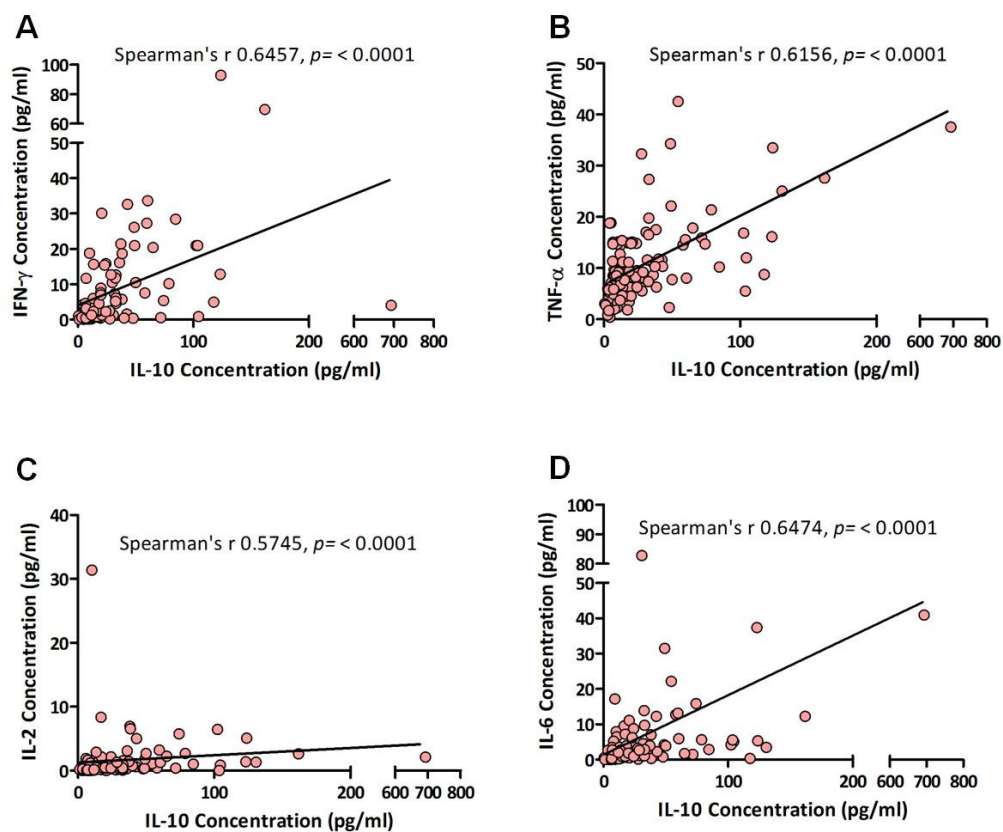 A
Spearman's r 0.6457, p= < 0.0001
IFN-γ Concentration (pg/ml)
100
80
60
50
40
30
20
10
0
0 100 200 600 700 800
IL-10 Concentration (pg/ml)
B
Spearman's r 0.6156, p= < 0.0001
TNF-α Concentration (pg/ml)
50
40
30
20
10
0
0 100 200 600 700 800
IL-10 Concentration (pg/ml)
C
Spearman's r 0.5745, p= < 0.0001
IL-2 Concentration (pg/ml)
40
30
20
10
0
0 100 200 600 700 800
IL-10 Concentration (pg/ml)
D
Spearman's r 0.6474, p= < 0.0001
IL-6 Concentration (pg/ml)
100
90
80
50
40
30
20
10
0
0 100 200 600 700 800
IL-10 Concentration (pg/ml)